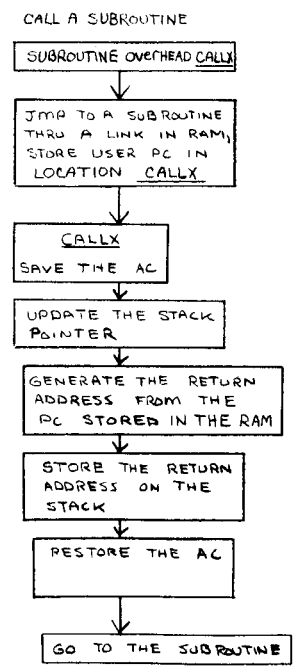 CALL A SUBROUTINE
SUBROUTINE OVERHEAD CALLX
JMP TO A SUBROUTINE
THRU A LINK IN RAM,
STORE USER PC IN
LOCATION CALLX
CALLX
SAVE THE AC
UPDATE THE STACK
POINTER
GENERATE THE RETURN
ADDRESS FROM THE
PC STORED IN THE RAM
STORE THE RETURN
ADDRESS ON THE
STACK
RESTORE THE AC
GO TO THE SUBROUTINE